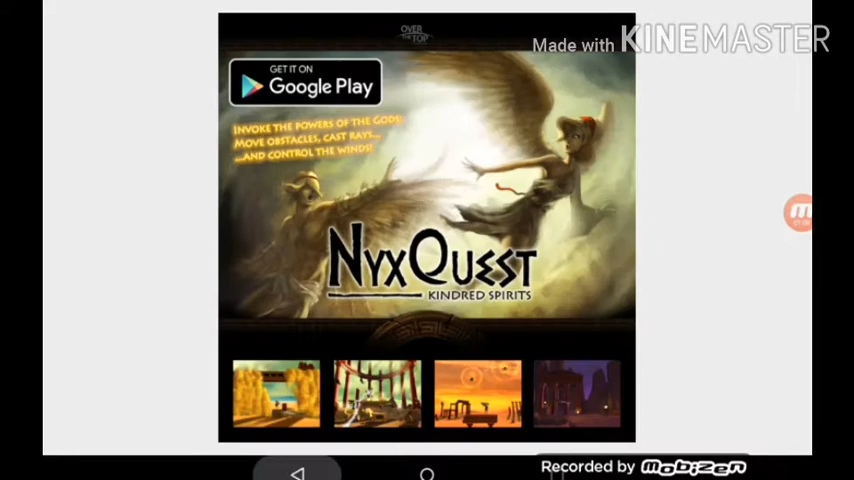 OVER
THE TOP
Made with KINEMASTER
GET IT ON
Google Play
INVOKE THE POWERS OF THE GODS:
MOVE OBSTACLES, CAST RAYS...
...AND CONTROL THE WINDS!
NYXQUEST
KINDRED SPIRITS
Recorded by mobizen